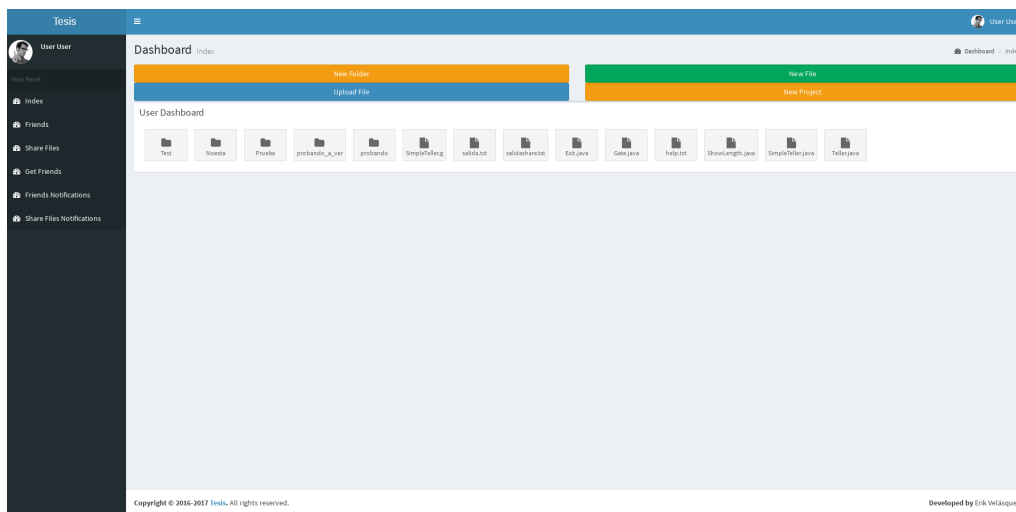 Tesis
User User
User Use
Main Panel
Index
Friends
Share Files
Get Friends
Friends Notifications
Share Files Notifications
Dashboard Index
Dashboard > Inde
New Folder
New File
Upload File
New Project
User Dashboard
Test
Noesta
Prueba
probando_a_ver
probando
SimpleTeller.g
salida.txt
salidashare.txt
Exit.java
Gate.java
help.txt
ShowLength.java
SimpleTeller.java
Teller.java
Copyright © 2016-2017 Tesis. All rights reserved.
Developed by Erik Velásque